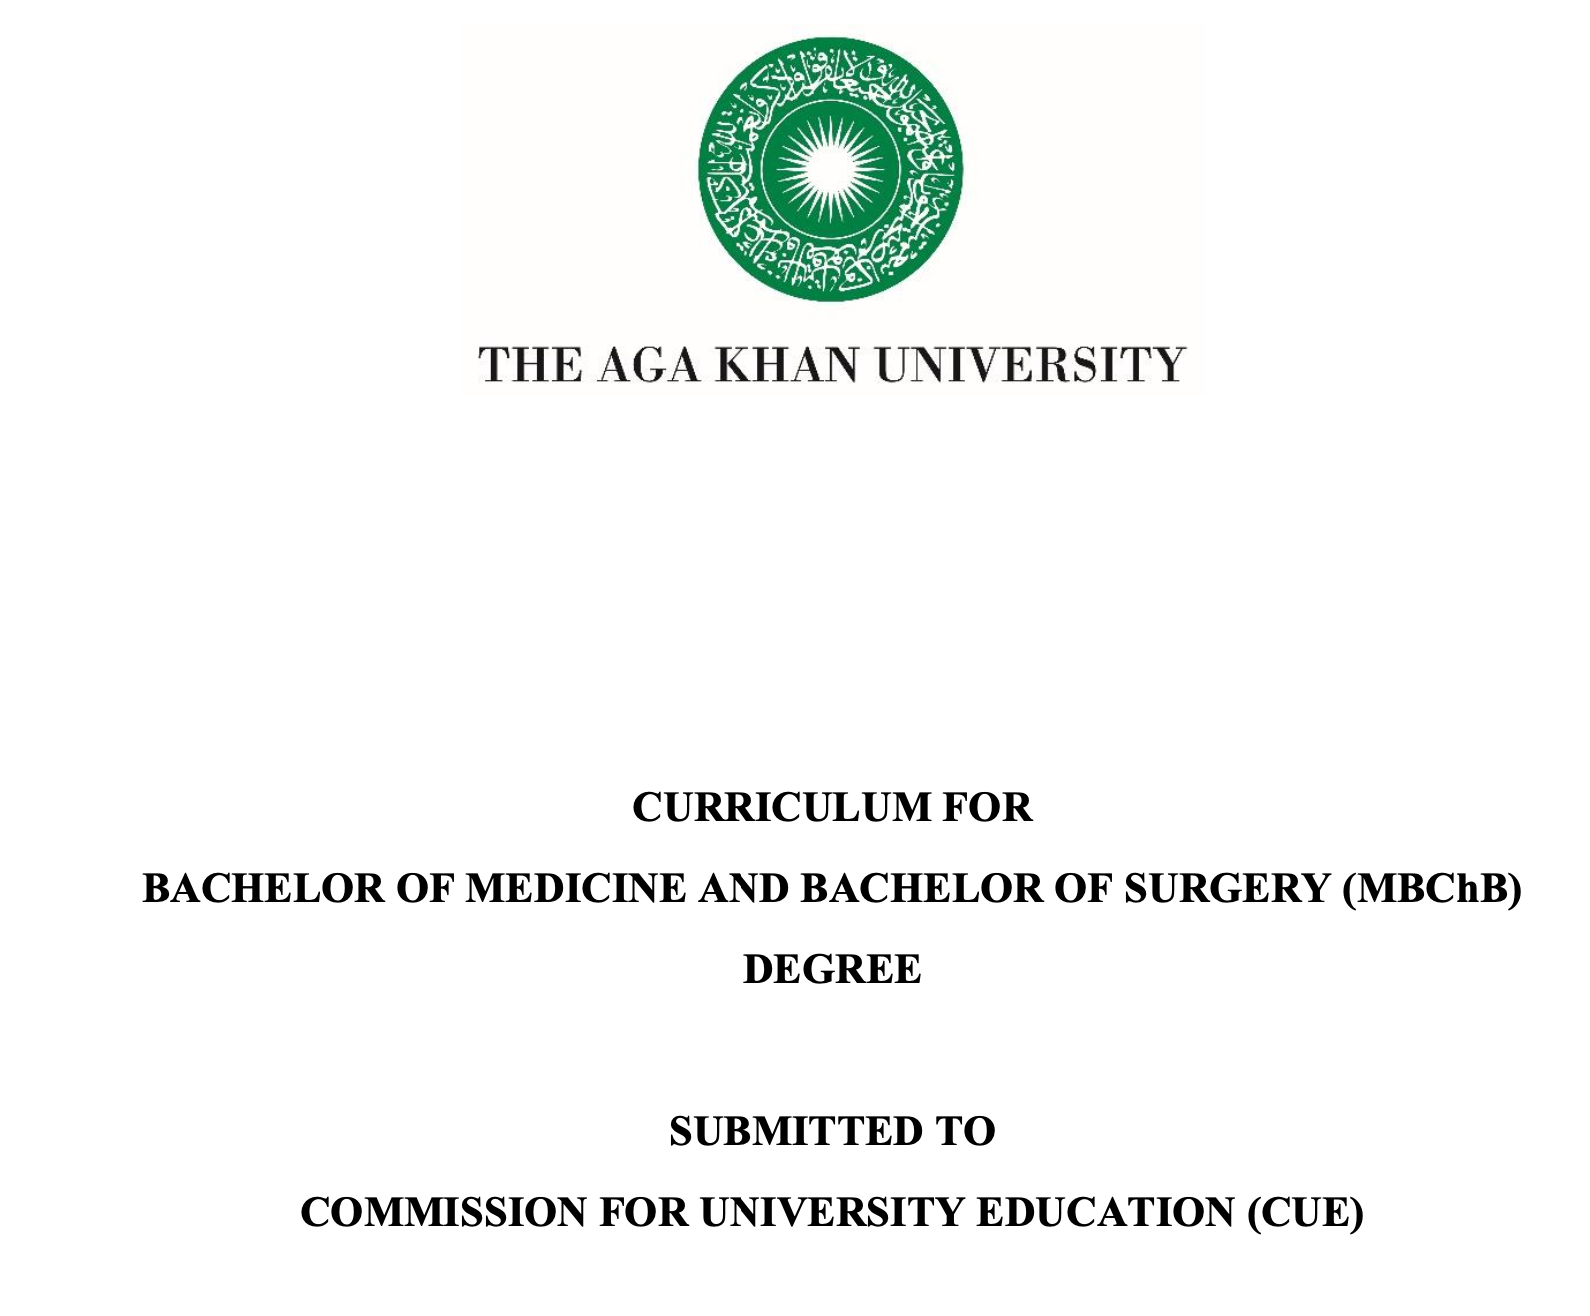 THE AGA KHAN UNIVERSITY
CURRICULUM FOR
BACHELOR OF MEDICINE AND BACHELOR OF SURGERY (MBChB)
DEGREE
SUBMITTED TO
COMMISSION FOR UNIVERSITY EDUCATION (CUE)